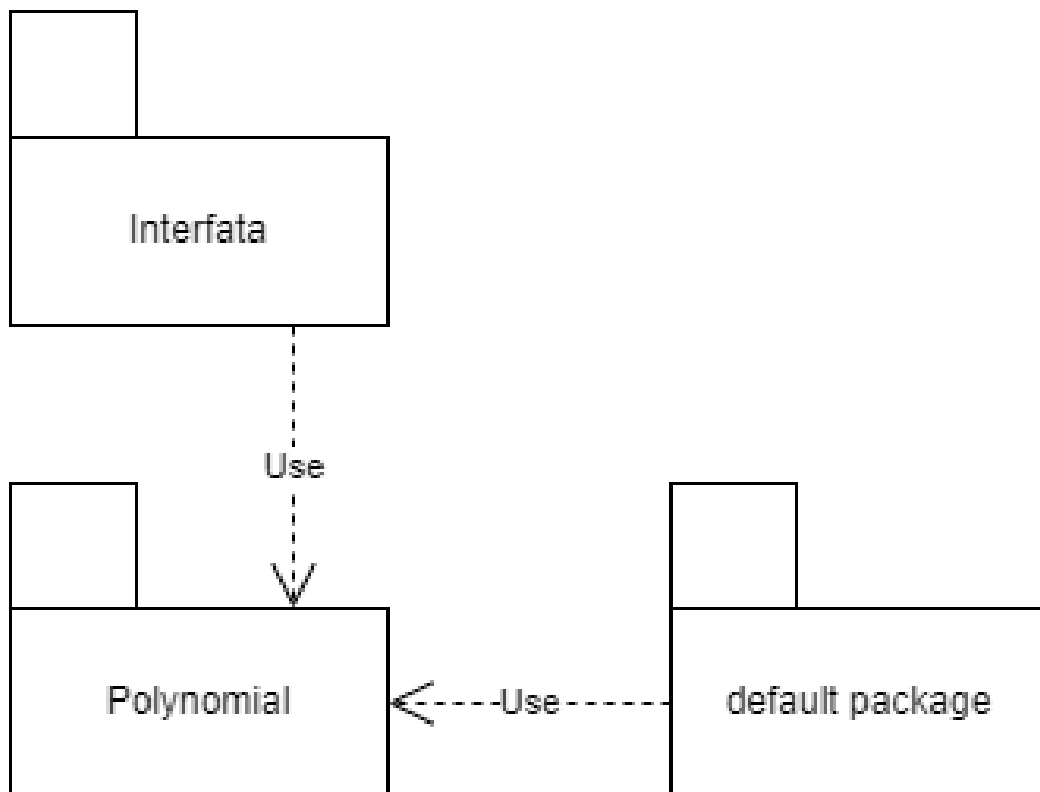 Interfata
Use
Polynomial
Use
default package